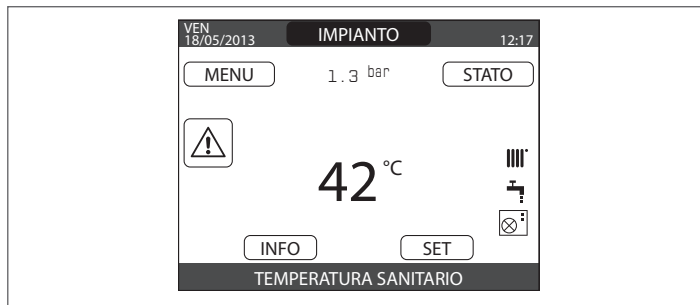 VEN
18/05/2013 IMPIANTO 12:17
MENU 1.3 bar STATO
42 °C
INFO SET
TEMPERATURA SANITARIO